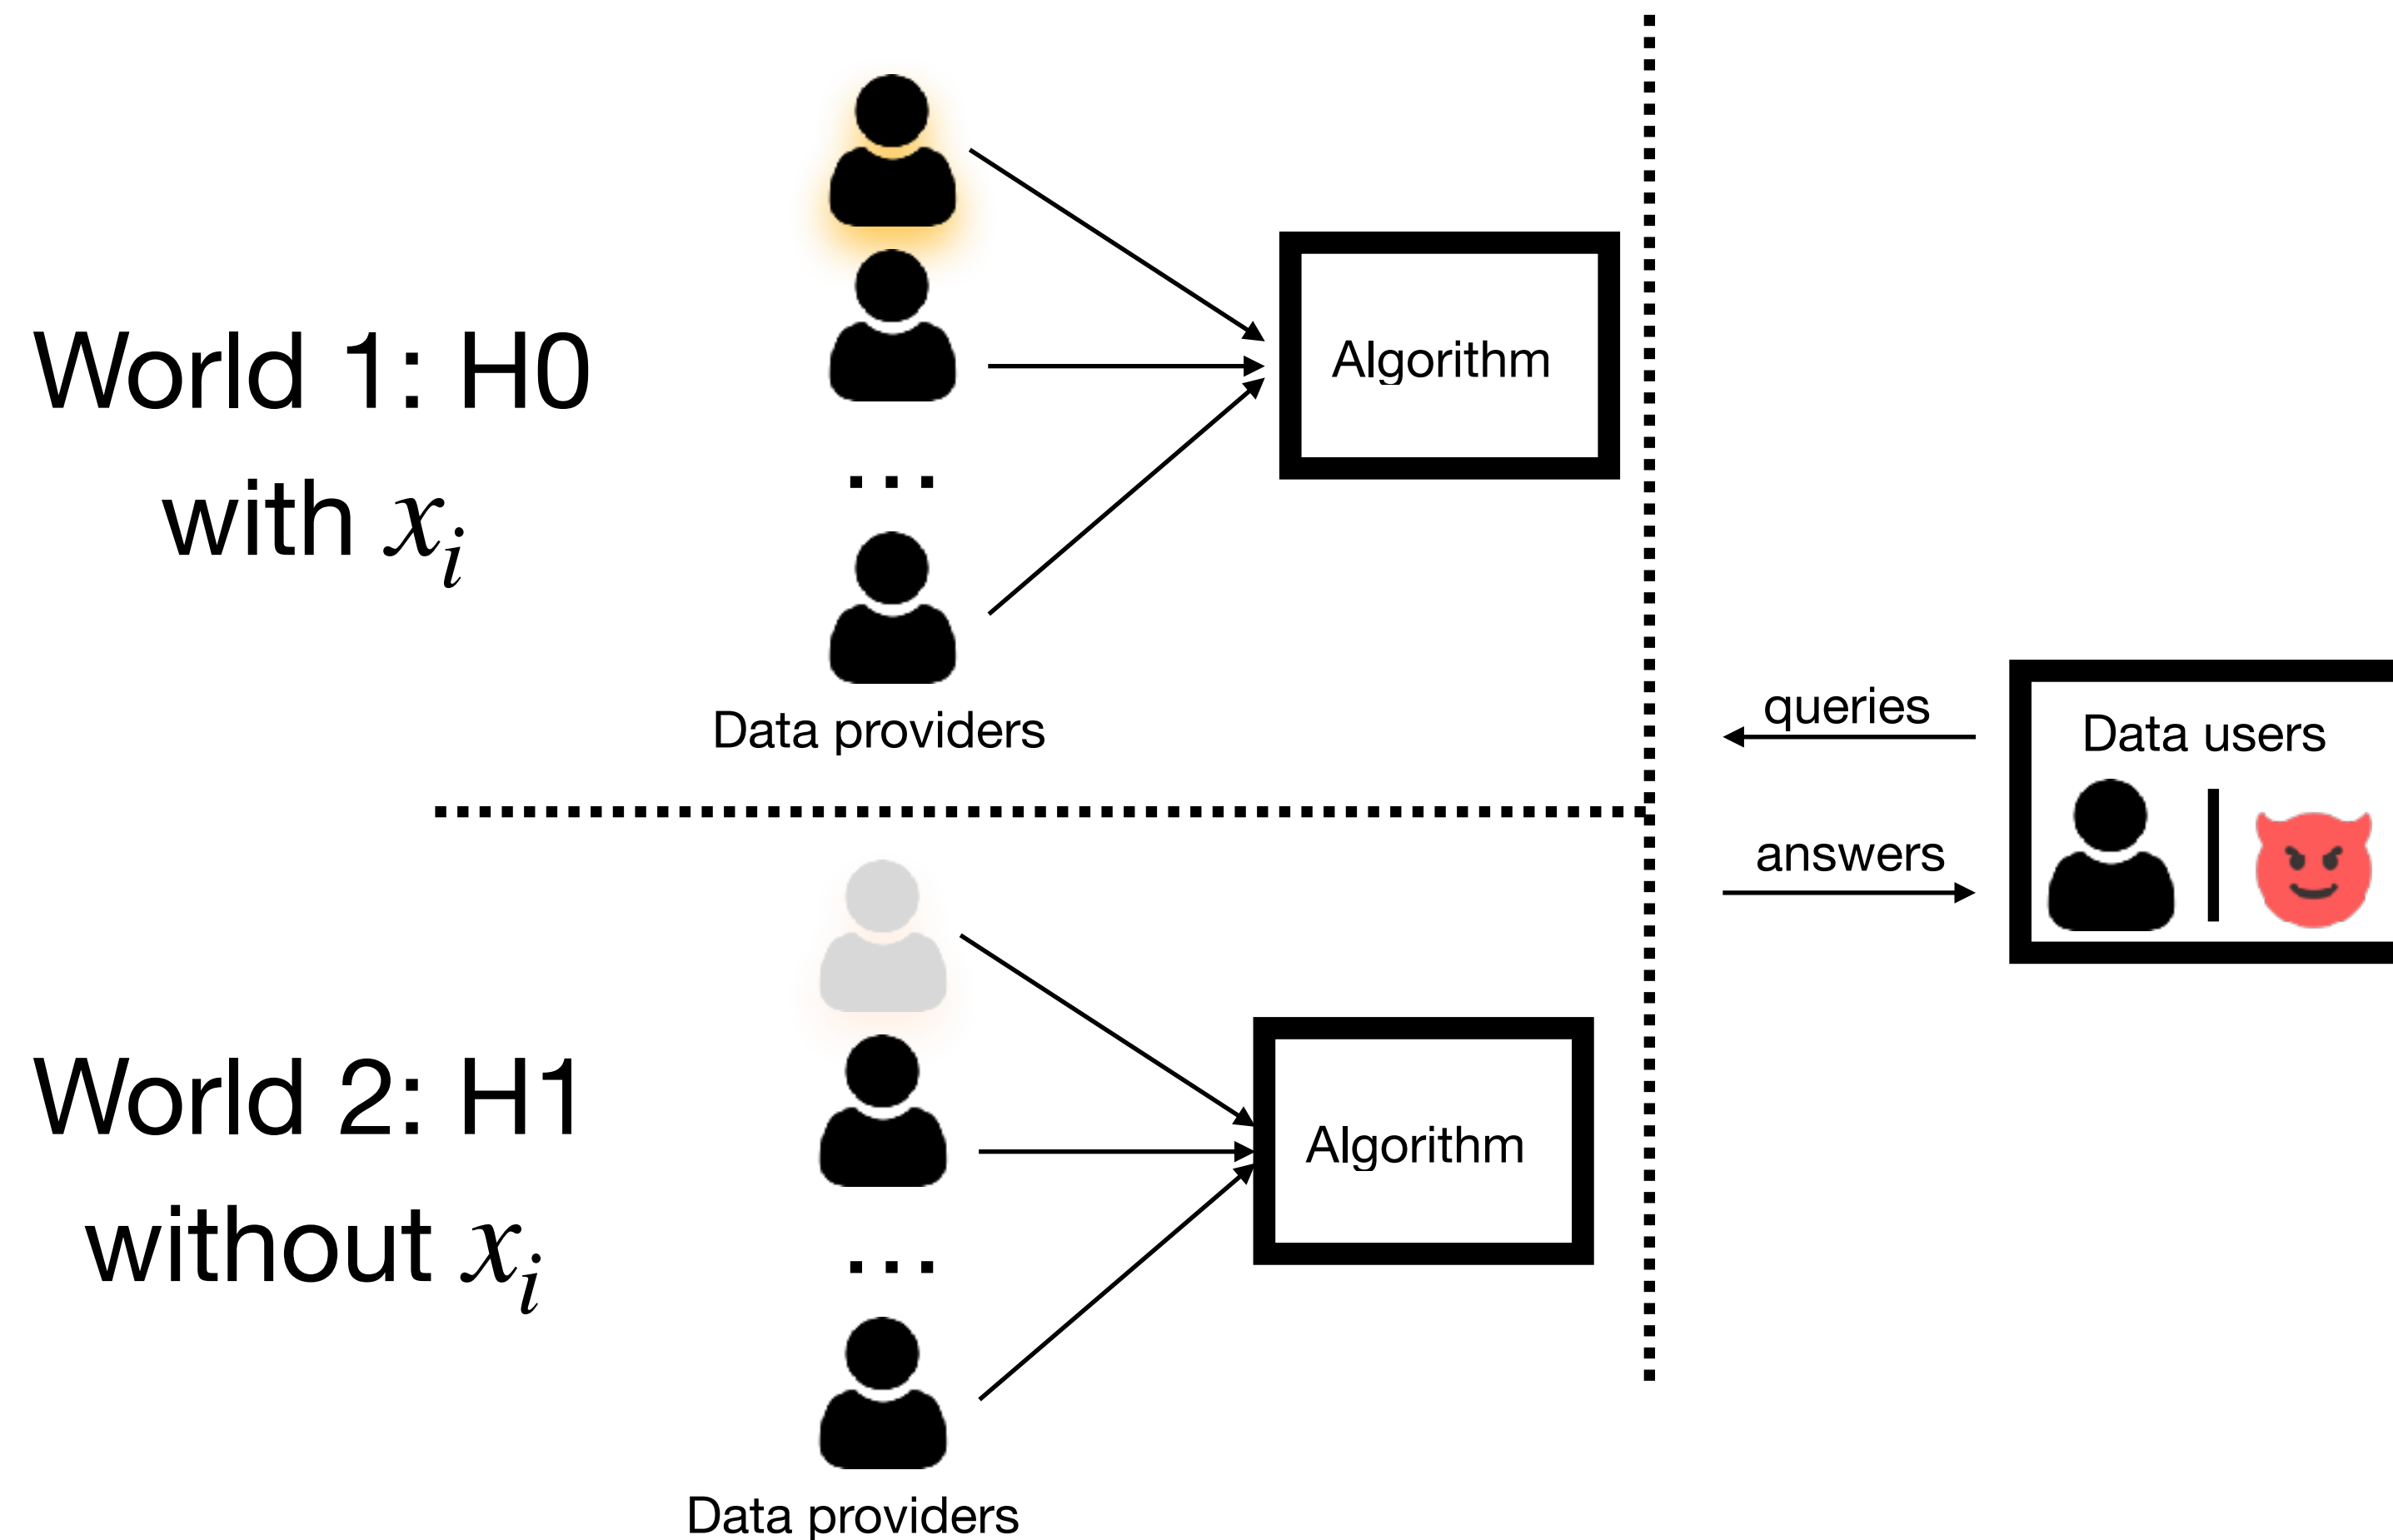 World 1: H0
with xᵢ
Data providers
Algorithm
World 2: H1
without xᵢ
Data providers
Algorithm
queries
answers
Data users